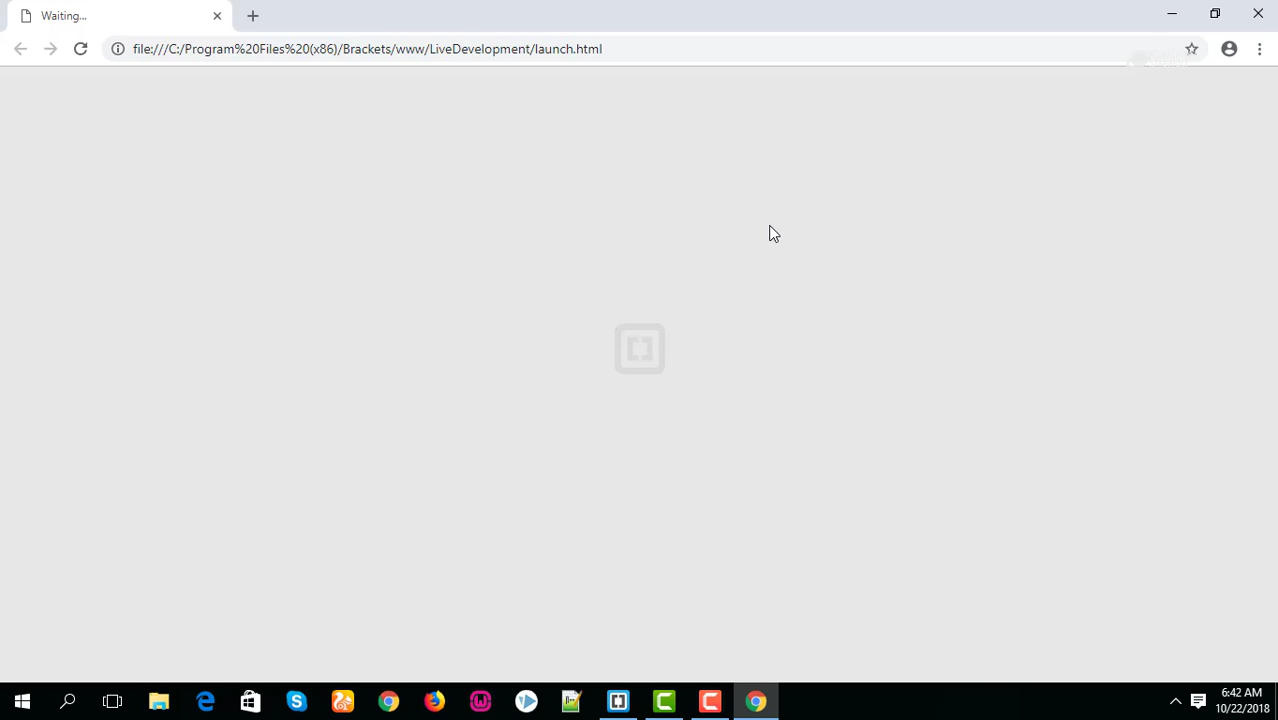 Waiting...
file:///C:/Program%20Files%20(x86)/Brackets/www/LiveDevelopment/launch.html
6:42 AM
10/22/2018